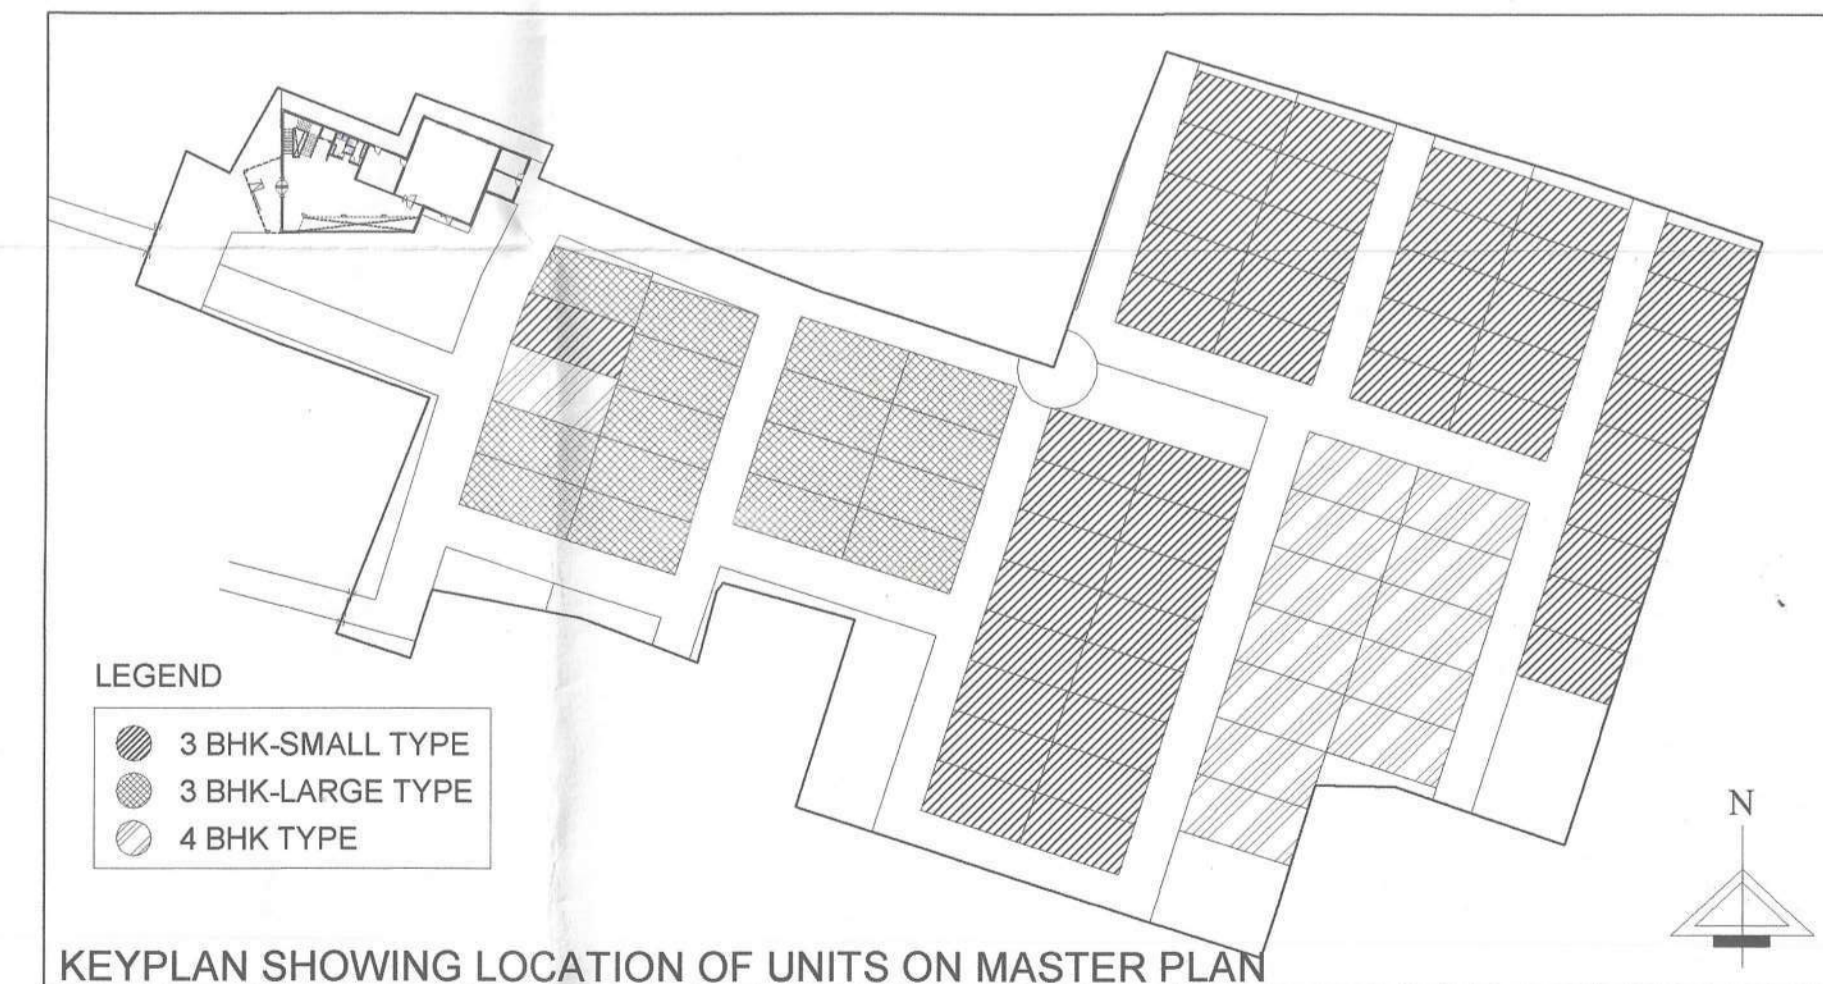 LEGEND
3 BHK-SMALL TYPE
3 BHK-LARGE TYPE
4 BHK TYPE
N
KEYPLAN SHOWING LOCATION OF UNITS ON MASTER PLAN